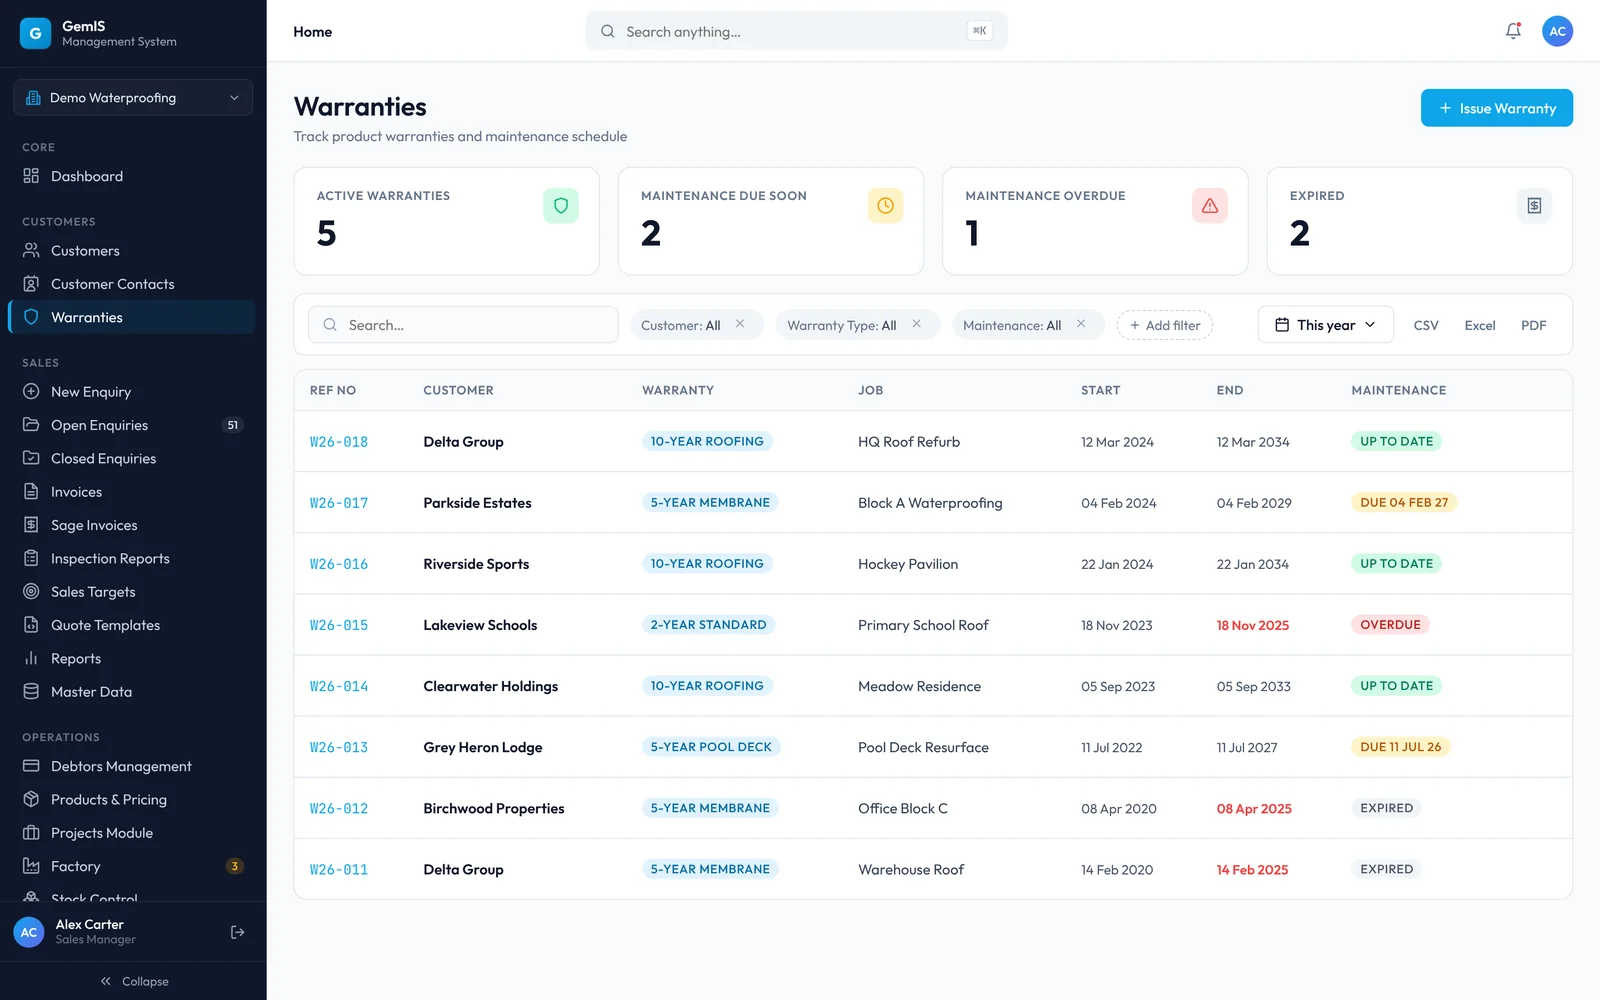 G
GemIS
Management System
Demo Waterproofing
CORE
Dashboard
CUSTOMERS
Customers
Customer Contacts
Warranties
SALES
New Enquiry
Open Enquiries 51
Closed Enquiries
Invoices
Sage Invoices
Inspection Reports
Sales Targets
Quote Templates
Reports
Master Data
OPERATIONS
Debtors Management
Products & Pricing
Projects Module
Factory 3
Stock Control
AC
Alex Carter
Sales Manager
Collapse
Home
Search anything...
⌘K
AC
Warranties
Track product warranties and maintenance schedule
+ Issue Warranty
ACTIVE WARRANTIES
5
MAINTENANCE DUE SOON
2
MAINTENANCE OVERDUE
1
EXPIRED
2
Search... Customer: All × Warranty Type: All × Maintenance: All × + Add filter This year CSV Excel PDF
REF NO CUSTOMER WARRANTY JOB START END MAINTENANCE
W26-018 Delta Group 10-YEAR ROOFING HQ Roof Refurb 12 Mar 2024 12 Mar 2034 UP TO DATE
W26-017 Parkside Estates 5-YEAR MEMBRANE Block A Waterproofing 04 Feb 2024 04 Feb 2029 DUE 04 FEB 27
W26-016 Riverside Sports 10-YEAR ROOFING Hockey Pavilion 22 Jan 2024 22 Jan 2034 UP TO DATE
W26-015 Lakeview Schools 2-YEAR STANDARD Primary School Roof 18 Nov 2023 18 Nov 2025 OVERDUE
W26-014 Clearwater Holdings 10-YEAR ROOFING Meadow Residence 05 Sep 2023 05 Sep 2033 UP TO DATE
W26-013 Grey Heron Lodge 5-YEAR POOL DECK Pool Deck Resurface 11 Jul 2022 11 Jul 2027 DUE 11 JUL 26
W26-012 Birchwood Properties 5-YEAR MEMBRANE Office Block C 08 Apr 2020 08 Apr 2025 EXPIRED
W26-011 Delta Group 5-YEAR MEMBRANE Warehouse Roof 14 Feb 2020 14 Feb 2025 EXPIRED